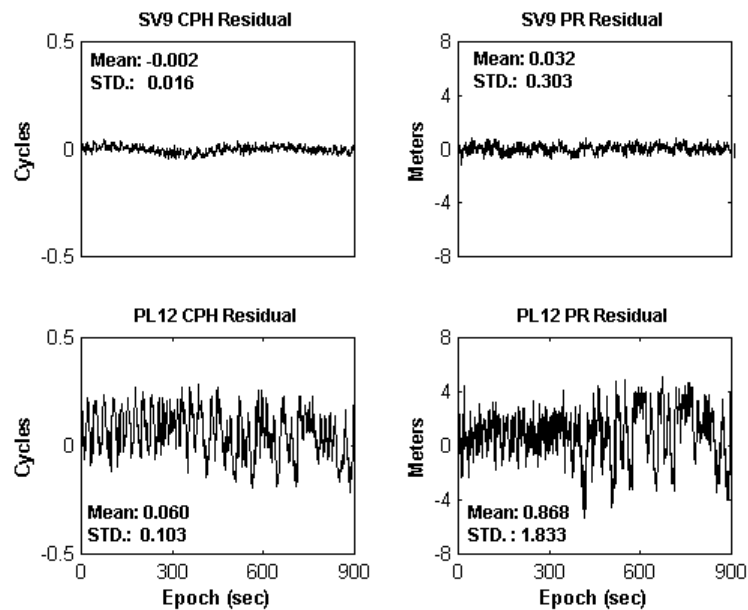 SV9 CPH Residual
0.5
0
-0.5
Cycles
Mean: -0.002
STD.: 0.016
SV9 PR Residual
8
4
0
-4
-8
Meters
Mean: 0.032
STD.: 0.303
PL12 CPH Residual
0.5
0
-0.5
Cycles
Mean: 0.060
STD.: 0.103
0 300 600 900
Epoch (sec)
PL12 PR Residual
8
4
0
-4
-8
Meters
Mean: 0.868
STD. : 1.833
0 300 600 900
Epoch (sec)